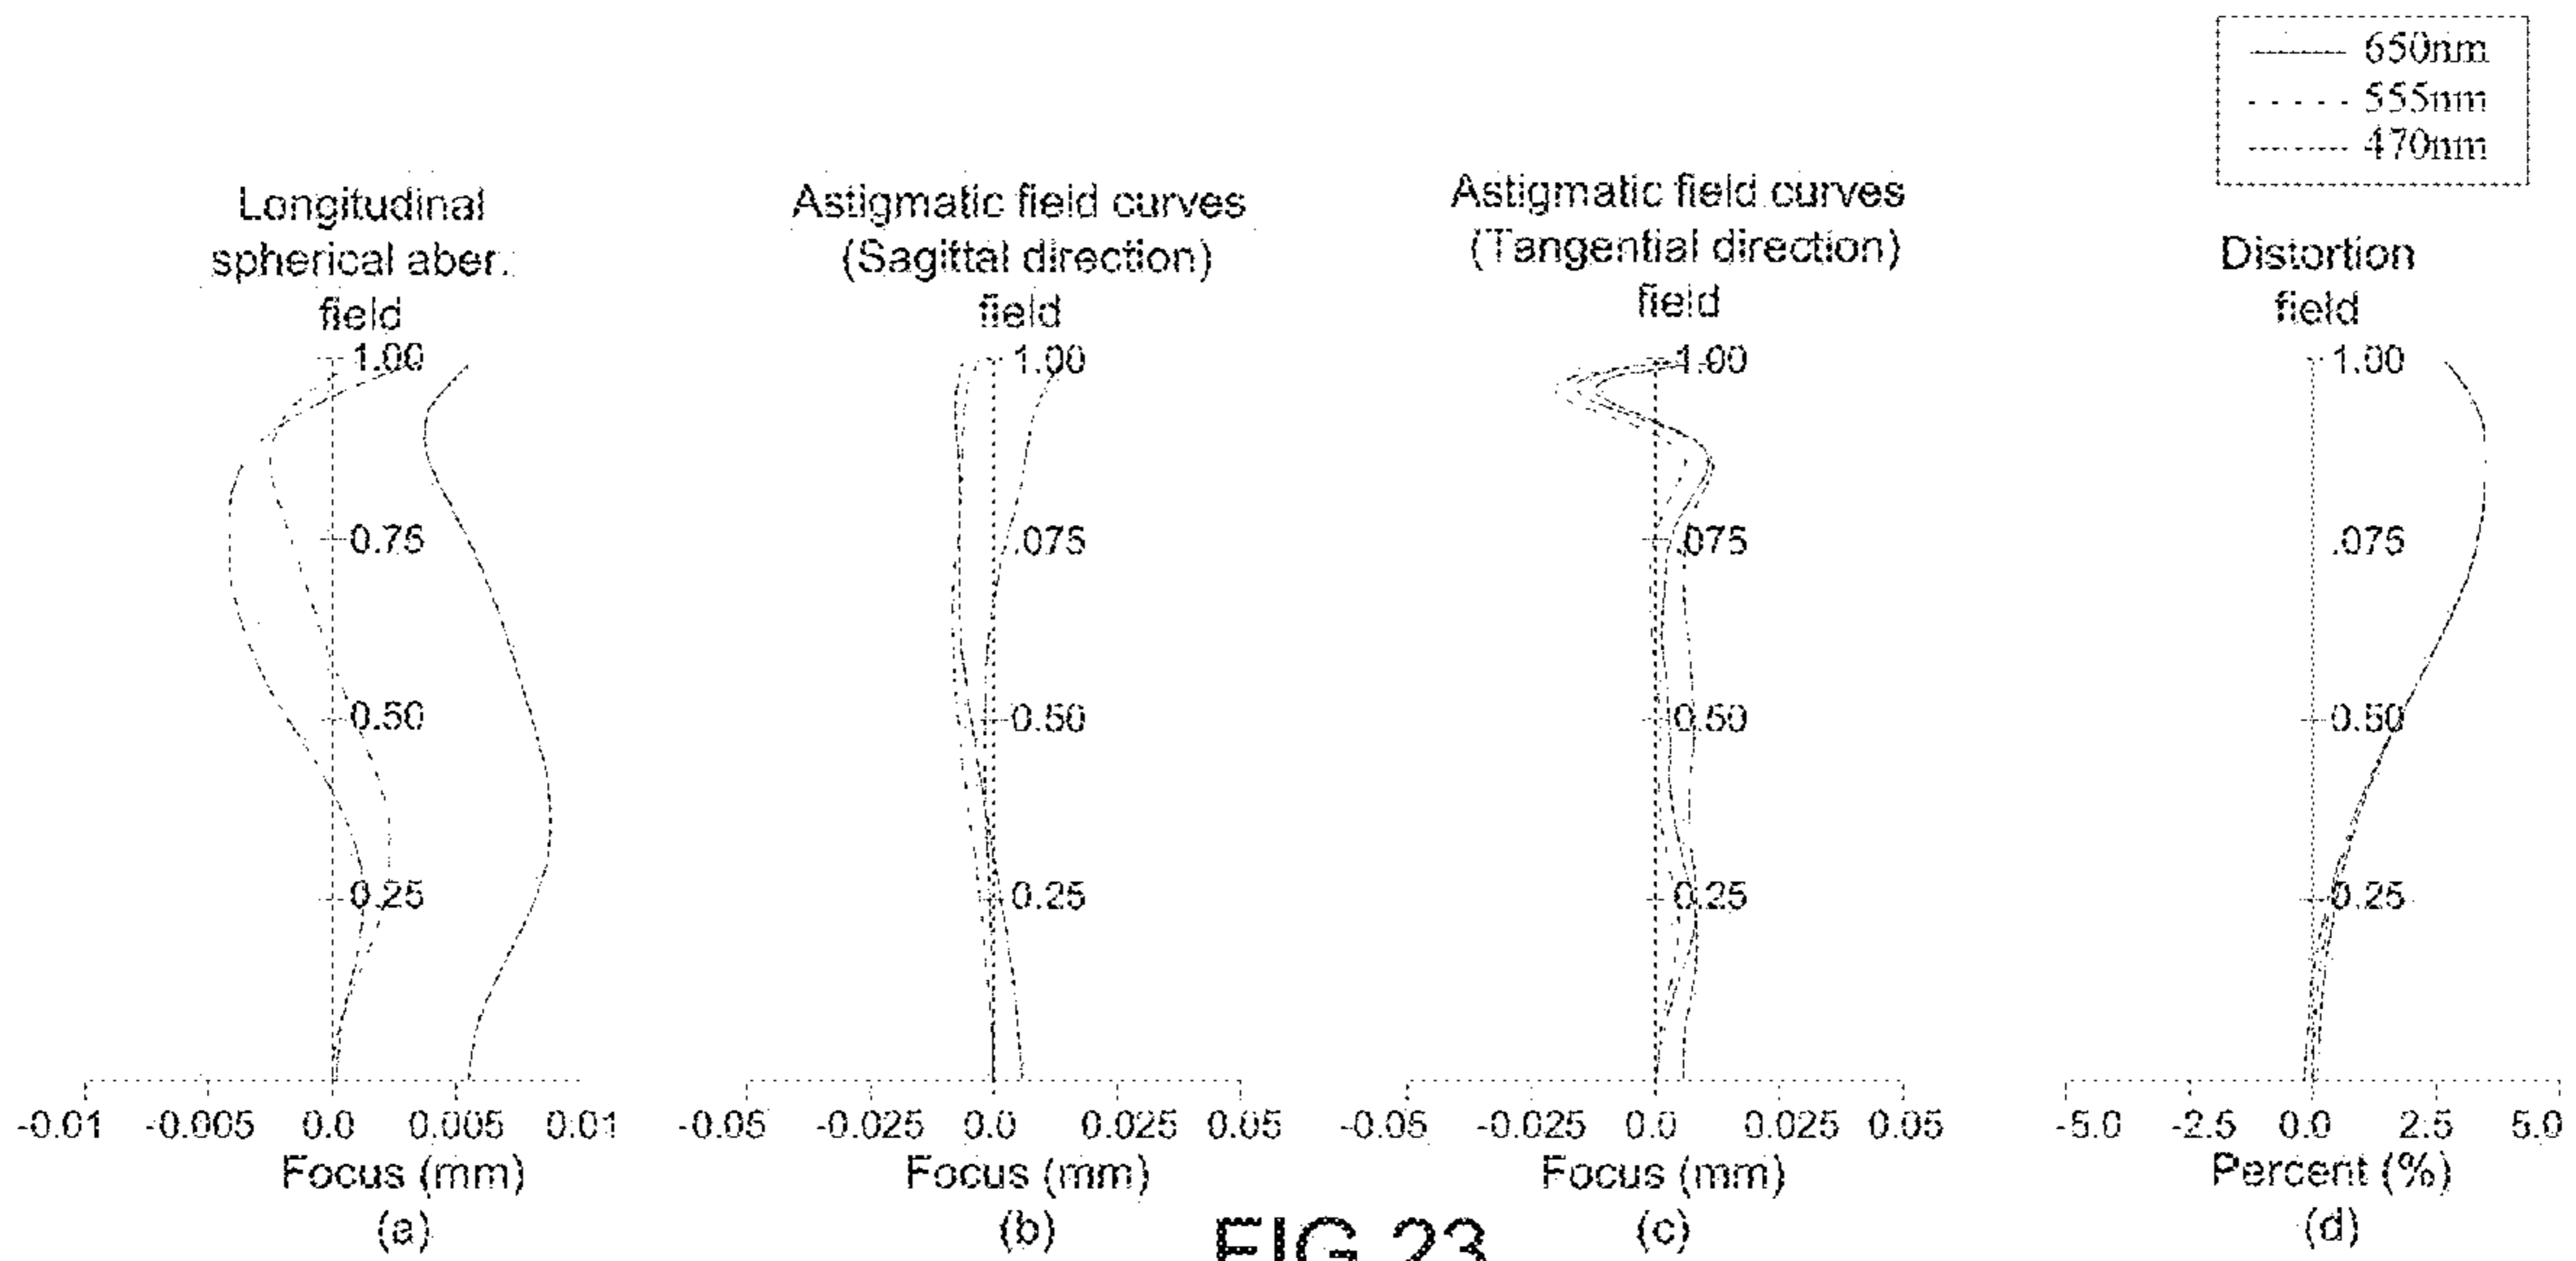 650nm
555nm
470nm
Longitudinal
spherical aber.
field
1.00
0.75
0.50
0.25
-0.01 -0.005 0.0 0.005 0.01
Focus (mm)
(a)
Astigmatic field curves
(Sagittal direction)
field
1.00
.075
0.50
0.25
-0.05 -0.025 0.0 0.025 0.05
Focus (mm)
(b)
Astigmatic field curves
(Tangential direction)
field
1.00
.075
0.50
0.25
-0.05 -0.025 0.0 0.025 0.05
Focus (mm)
(c)
Distortion
field
1.00
.075
0.50
0.25
-5.0 -2.5 0.0 2.5 5.0
Percent (%)
(d)
FIG.23